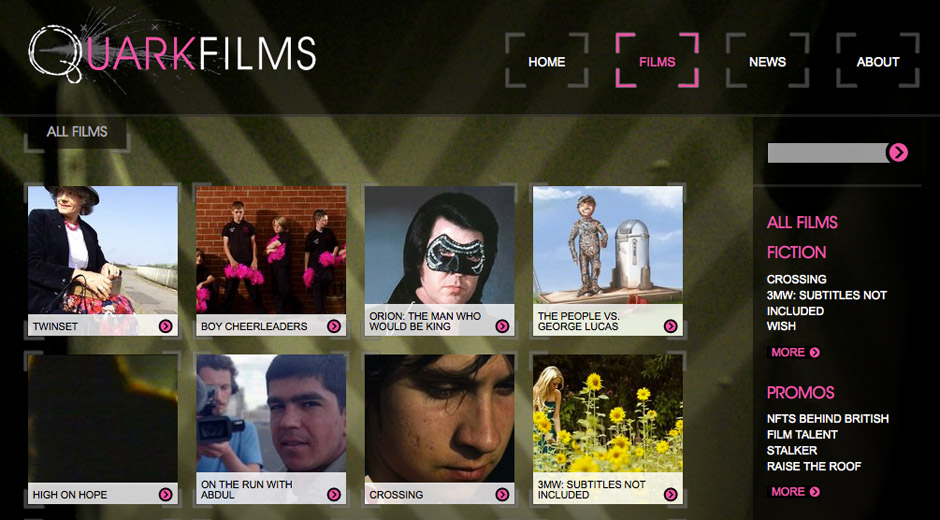 QUARKFILMS
HOME
FILMS
NEWS
ABOUT
ALL FILMS
TWINSET
BOY CHEERLEADERS
ORION: THE MAN WHO
WOULD BE KING
THE PEOPLE VS.
GEORGE LUCAS
HIGH ON HOPE
ON THE RUN WITH
ABDUL
CROSSING
3MW: SUBTITLES NOT
INCLUDED
ALL FILMS
FICTION
CROSSING
3MW: SUBTITLES NOT
INCLUDED
WISH
MORE
PROMOS
NFTS BEHIND BRITISH
FILM TALENT
STALKER
RAISE THE ROOF
MORE